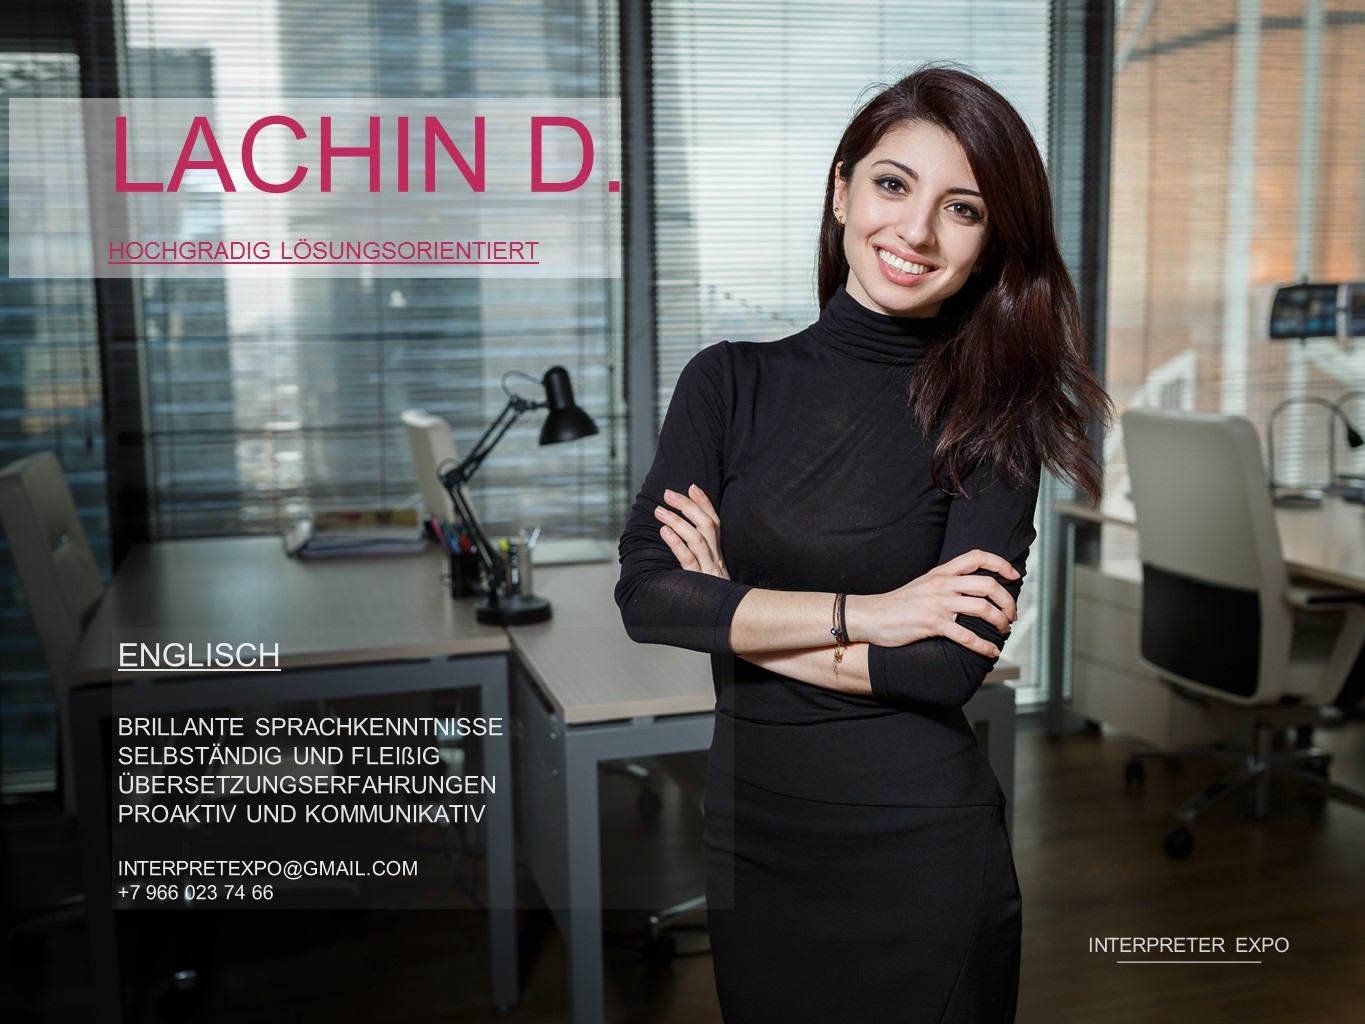 LACHIN D.
HOCHGRADIG LÖSUNGSORIENTIERT
ENGLISCH
BRILLANTE SPRACHKENNTNISSE
SELBSTÄNDIG UND FLEIßIG
ÜBERSETZUNGSERFAHRUNGEN
PROAKTIV UND KOMMUNIKATIV
INTERPRETEXPO@GMAIL.COM
+7 966 023 74 66
INTERPRETER EXPO